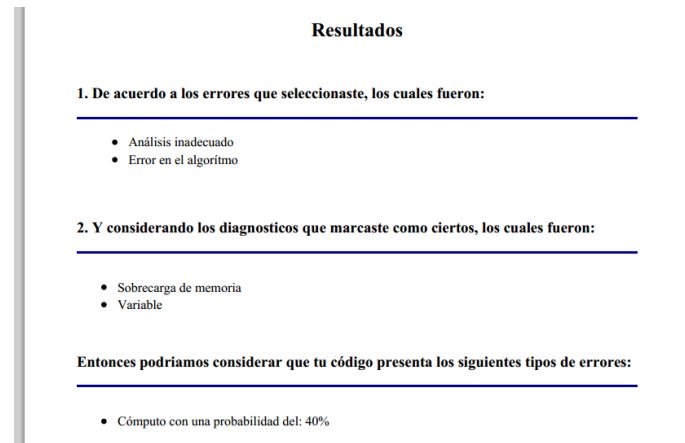 Resultados
1. De acuerdo a los errores que seleccionaste, los cuales fueron:
Análisis inadecuado
Error en el algorítmo
2. Y considerando los diagnosticos que marcaste como ciertos, los cuales fueron:
Sobrecarga de memoria
Variable
Entonces podriamos considerar que tu código presenta los siguientes tipos de errores:
Cómputo con una probabilidad del: 40%